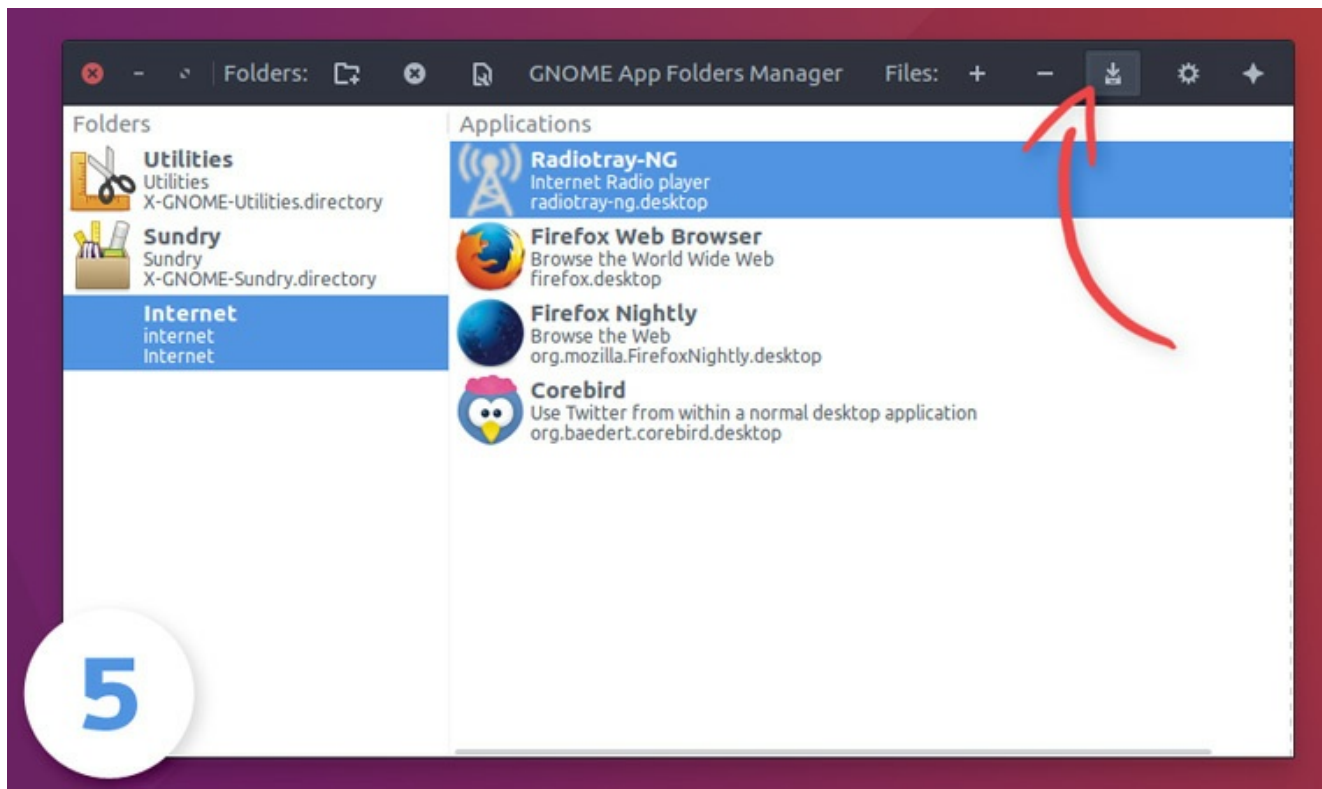 Folders:
GNOME App Folders Manager
Files:
Folders
Utilities
Utilities
X-GNOME-Utilities.directory
Sundry
Sundry
X-GNOME-Sundry.directory
Internet
internet
Internet
Applications
Radiotray-NG
Internet Radio player
radiotray-ng.desktop
Firefox Web Browser
Browse the World Wide Web
firefox.desktop
Firefox Nightly
Browse the Web
org.mozilla.FirefoxNightly.desktop
Corebird
Use Twitter from within a normal desktop application
org.baedert.corebird.desktop
5